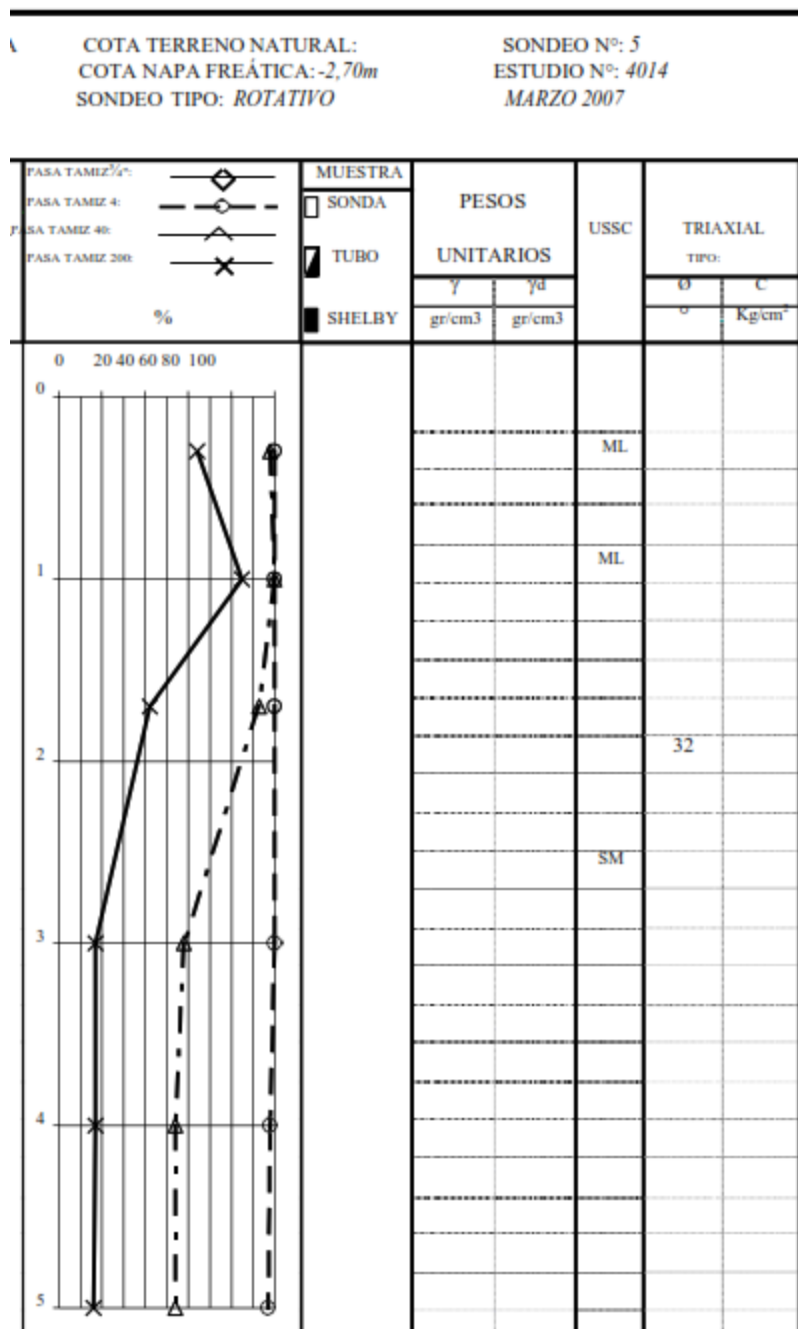 COTA TERRENO NATURAL:
SONDEO Nº: 5
COTA NAPA FREÁTICA: -2,70m
ESTUDIO Nº: 4014
SONDEO TIPO: ROTATIVO
MARZO 2007
PASA TAMIZ¾":
PASA TAMIZ 4:
PASA TAMIZ 40:
PASA TAMIZ 200:
%
MUESTRA
SONDA
TUBO
SHELBY
PESOS
UNITARIOS
γ γd
gr/cm3 gr/cm3
USSC
TRIAXIAL
TIPO:
Ø C
° Kg/cm²
0 20 40 60 80 100
0
ML
ML
1
2
32
SM
3
4
5